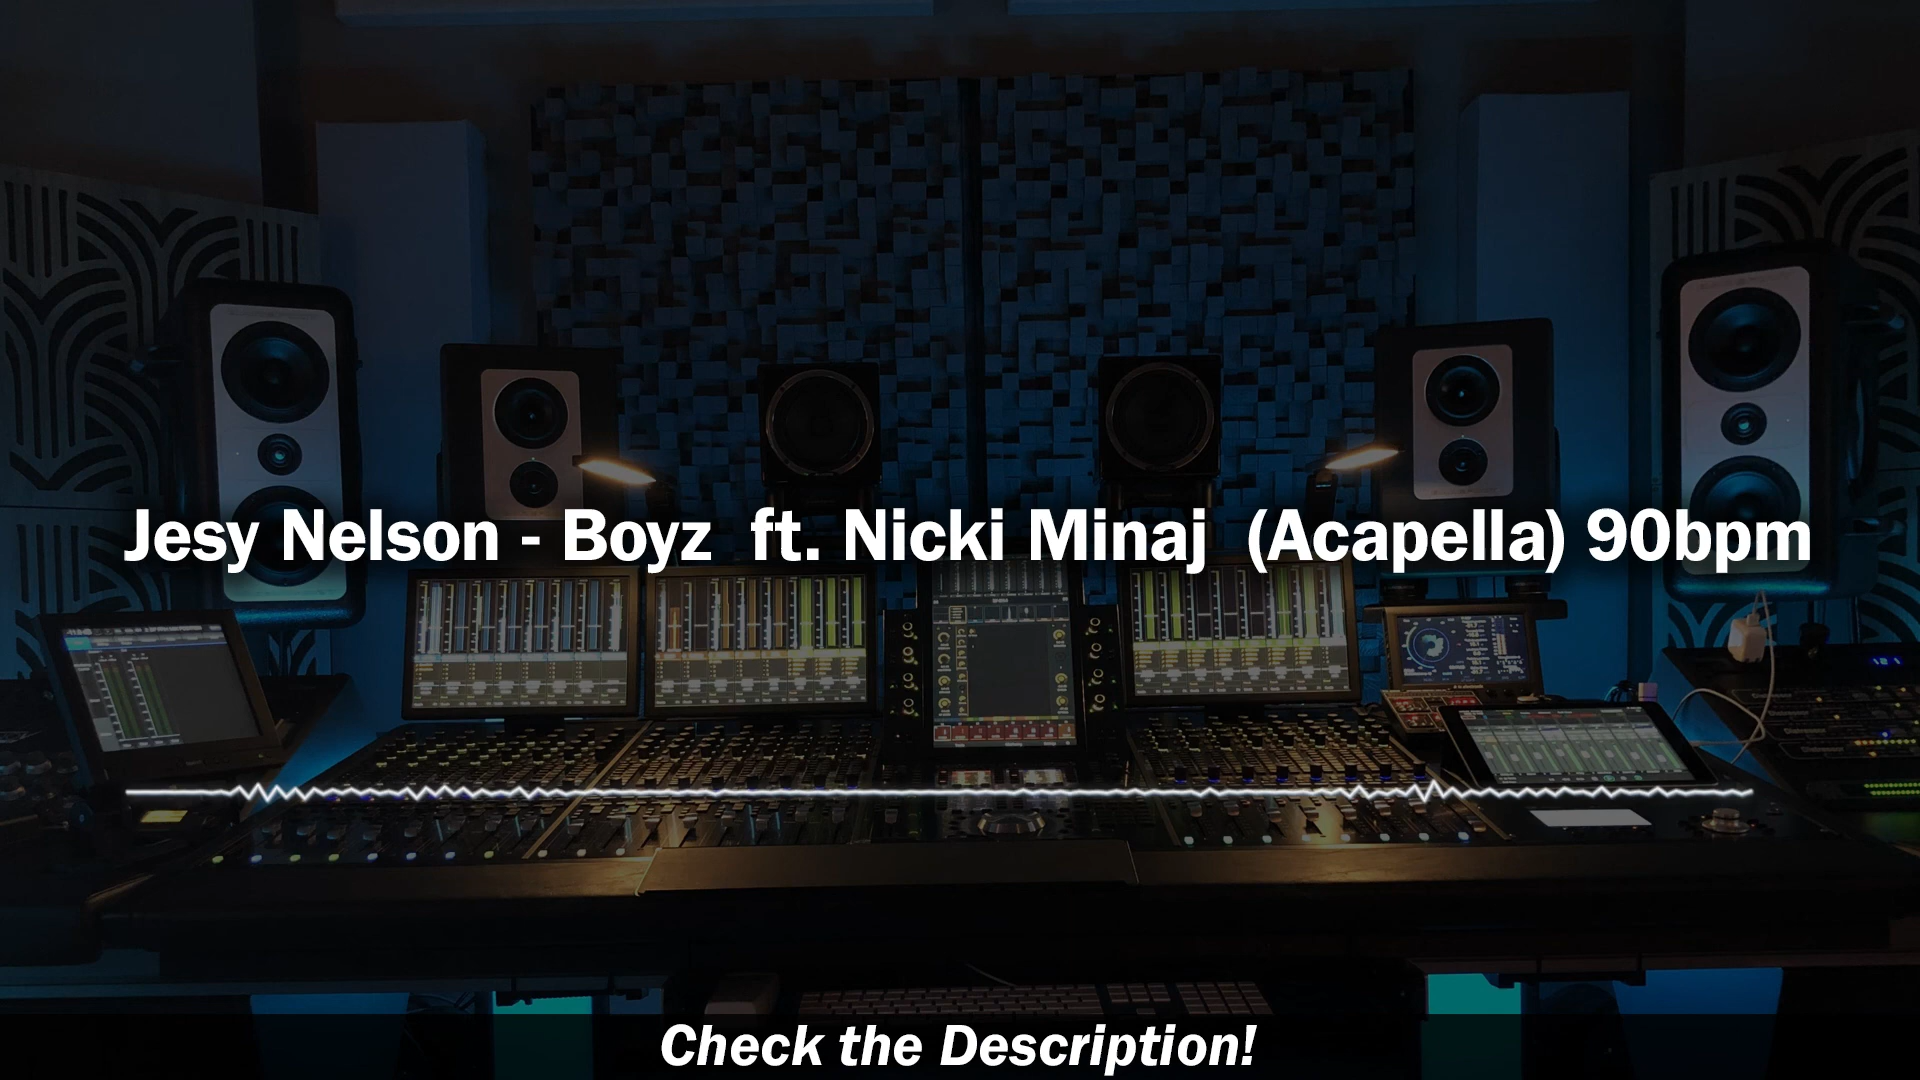 Jesy Nelson - Boyz  ft. Nicki Minaj  (Acapella) 90bpm
Check the Description!